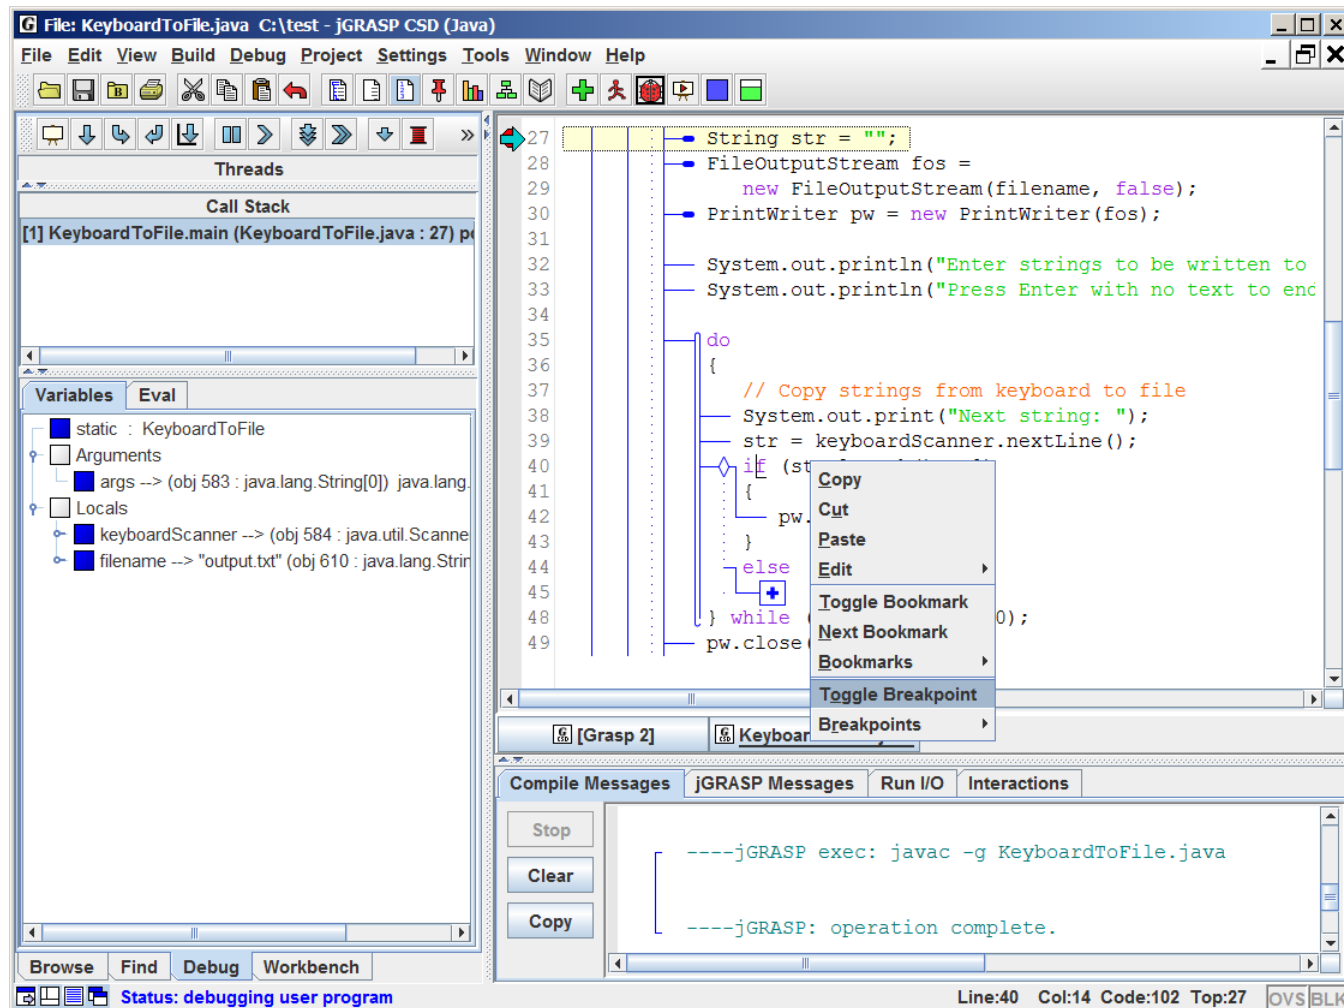 File: KeyboardToFile.java C:\test - jGRASP CSD (Java)
File Edit View Build Debug Project Settings Tools Window Help
Threads
Call Stack
[1] KeyboardToFile.main (KeyboardToFile.java : 27)
Variables Eval
static : KeyboardToFile
Arguments
args --> (obj 583 : java.lang.String[0]) java.lang.
Locals
keyboardScanner --> (obj 584 : java.util.Scanne
filename --> "output.txt" (obj 610 : java.lang.Strin
Browse Find Debug Workbench
27 String str = "";
28 FileOutputStream fos =
29 new FileOutputStream(filename, false);
30 PrintWriter pw = new PrintWriter(fos);
31
32 System.out.println("Enter strings to be written to
33 System.out.println("Press Enter with no text to end
34
35 do
36 {
37 // Copy strings from keyboard to file
38 System.out.print("Next string: ");
39 str = keyboardScanner.nextLine();
40 if (st
41 {
42 pw.
43 }
44 else
45
48 } while ( 0);
49 pw.close(
Copy
Cut
Paste
Edit
Toggle Bookmark
Next Bookmark
Bookmarks
Toggle Breakpoint
Breakpoints
[Grasp 2] Keyboar
Compile Messages jGRASP Messages Run I/O Interactions
Stop
Clear
Copy
----jGRASP exec: javac -g KeyboardToFile.java
----jGRASP: operation complete.
Status: debugging user program
Line:40 Col:14 Code:102 Top:27 OVS BLK